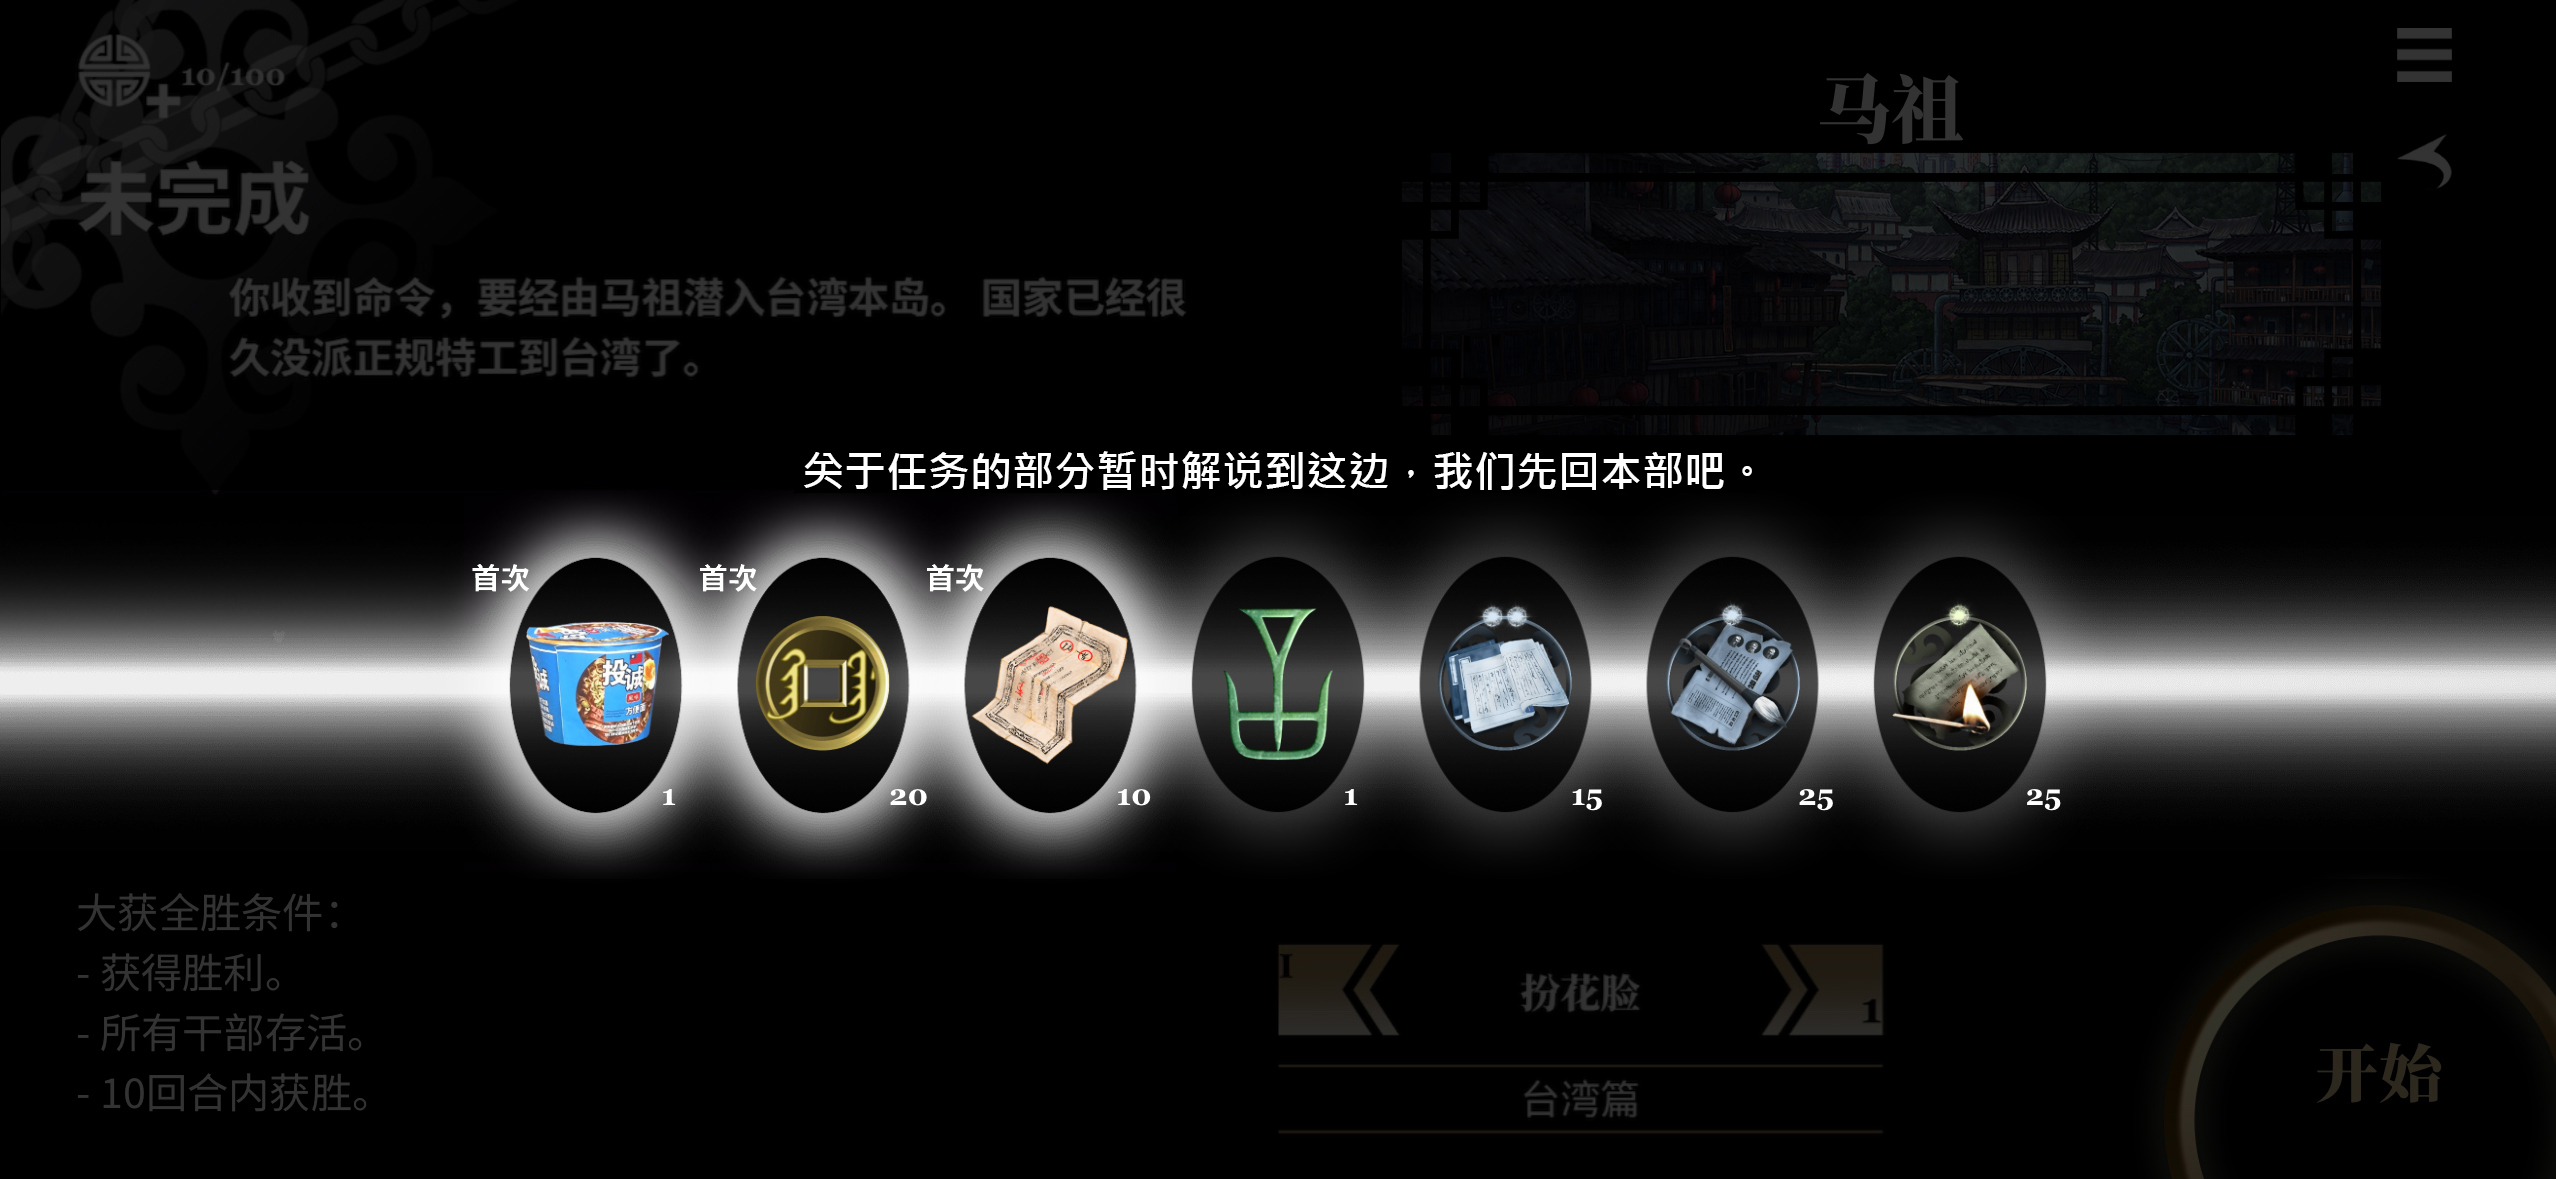 10/100
马祖
未完成
你收到命令，要经由马祖潜入台湾本岛。 国家已经很
久没派正规特工到台湾了。
关于任务的部分暂时解说到这边，我们先回本部吧。
首次
首次
首次
投诚
方便面
1
20
10
1
15
25
25
大获全胜条件：
- 获得胜利。
- 所有干部存活。
- 10回合内获胜。
I
扮花脸
1
台湾篇
开始